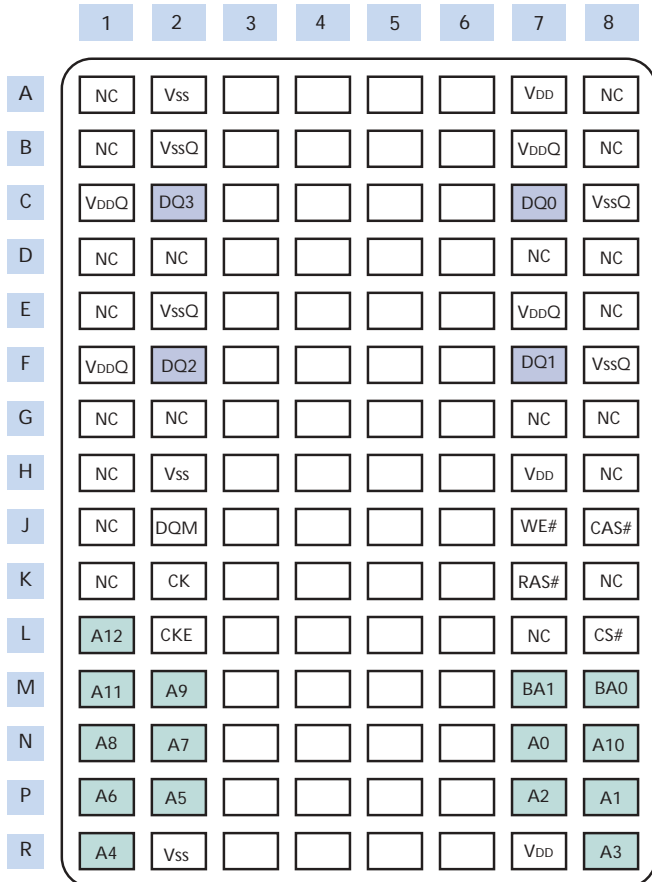 1 2 3 4 5 6 7 8
A NC Vss VDD NC
B NC VssQ VDDQ NC
C VDDQ DQ3 DQ0 VssQ
D NC NC NC NC
E NC VssQ VDDQ NC
F VDDQ DQ2 DQ1 VssQ
G NC NC NC NC
H NC Vss VDD NC
J NC DQM WE# CAS#
K NC CK RAS# NC
L A12 CKE NC CS#
M A11 A9 BA1 BA0
N A8 A7 A0 A10
P A6 A5 A2 A1
R A4 Vss VDD A3